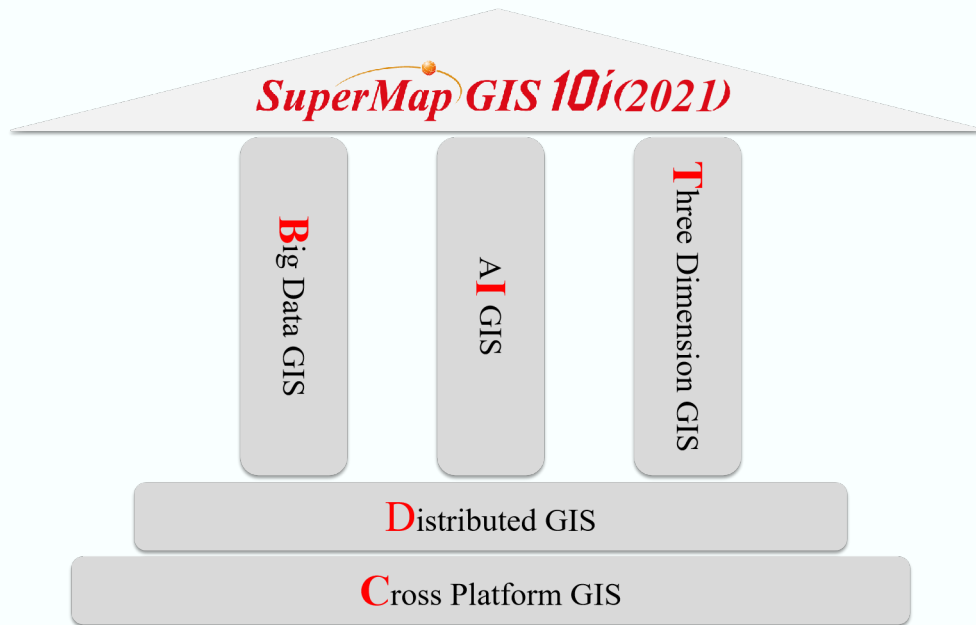 SuperMap GIS 10i(2021)
Big Data GIS
AI GIS
Three Dimension GIS
Distributed GIS
Cross Platform GIS